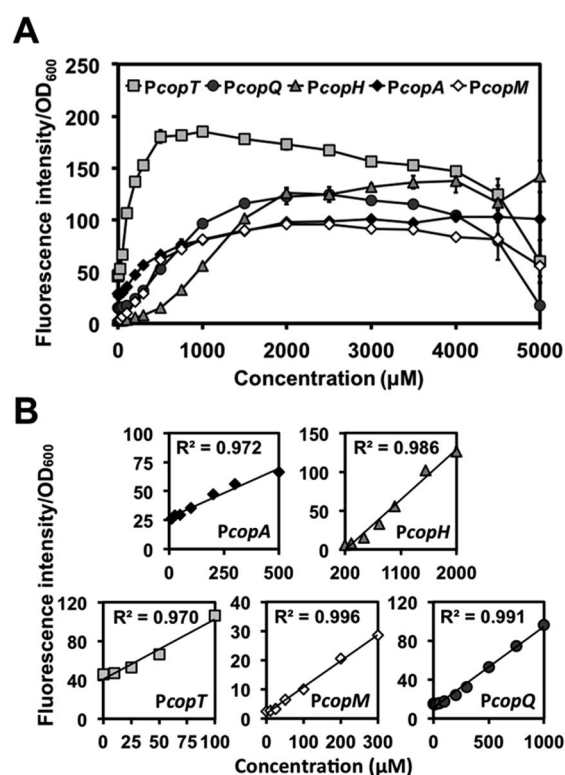 A
Fluorescence intensity/OD600
250
200
150
100
50
0
PcopT PcopQ PcopH PcopA PcopM
0 1000 2000 3000 4000 5000
Concentration (µM)
B
Fluorescence intensity/OD600
100
75
50
25
0
R² = 0.972
PcopA
0 250 500
150
100
50
0
R² = 0.986
PcopH
200 1100 2000
120
80
40
0
R² = 0.970
PcopT
0 25 50 75 100
40
30
20
10
0
R² = 0.996
PcopM
0 100 200 300
120
80
40
0
R² = 0.991
PcopQ
0 500 1000
Concentration (µM)